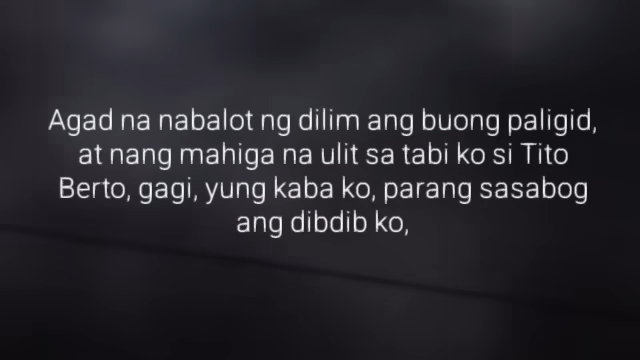 Agad na nabalot ng dilim ang buong paligid,
at nang mahiga na ulit sa tabi ko si Tito
Berto, gagi, yung kaba ko, parang sasabog
ang dibdib ko,